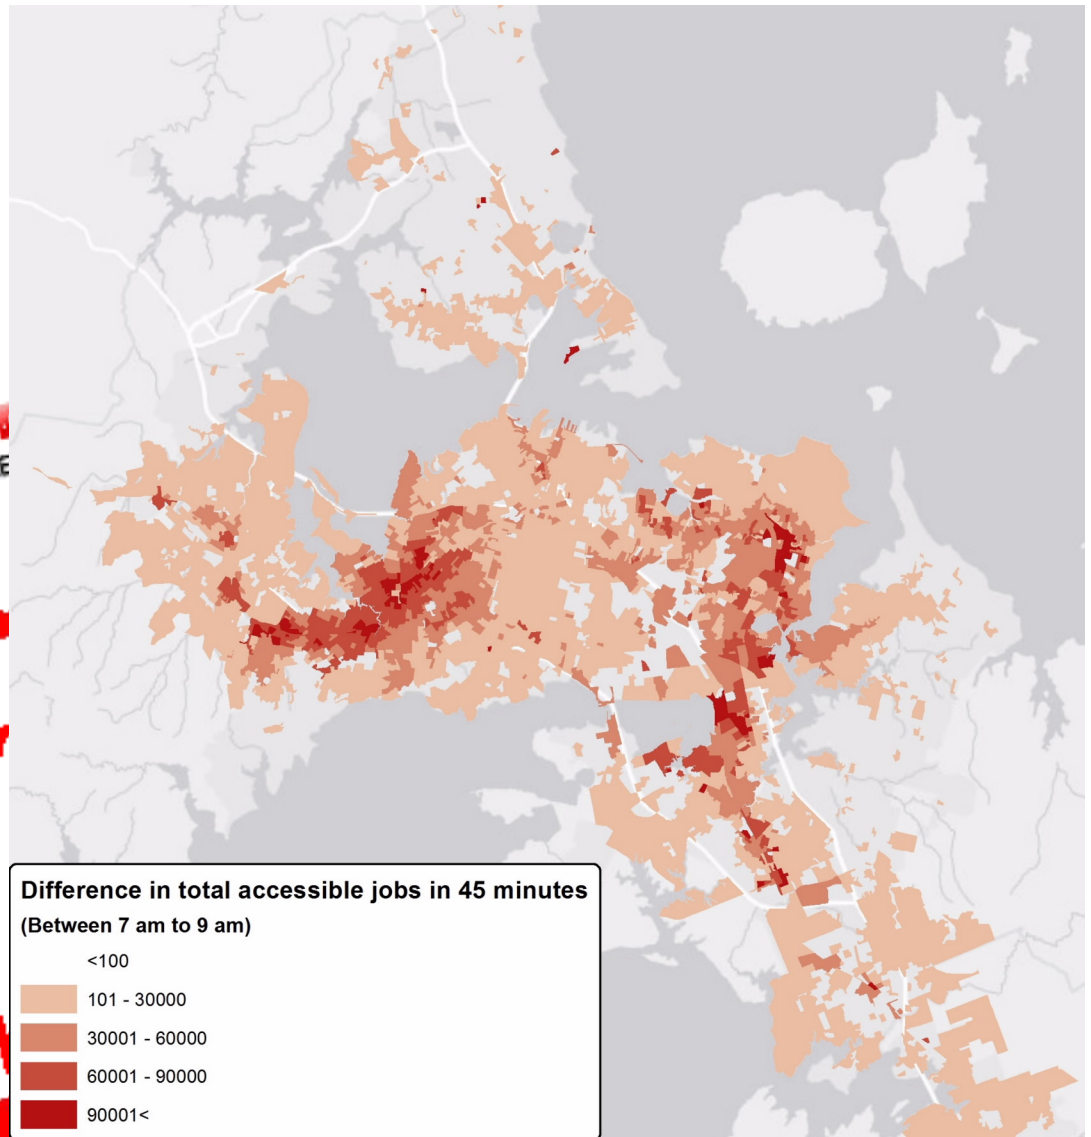 Difference in total accessible jobs in 45 minutes
(Between 7 am to 9 am)
<100
101 - 30000
30001 - 60000
60001 - 90000
90001<